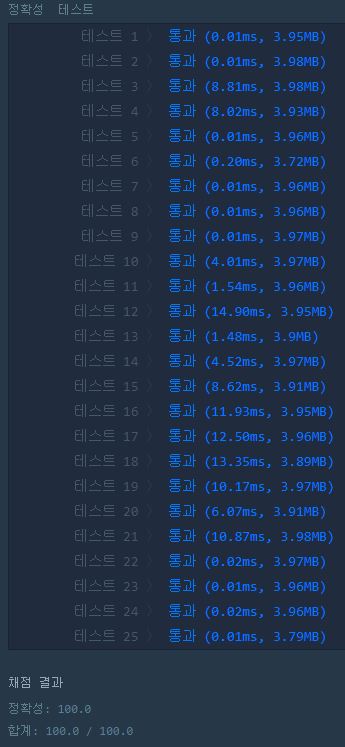 정확성  테스트
테스트 1 〉 통과 (0.01ms, 3.95MB)
테스트 2 〉 통과 (0.01ms, 3.98MB)
테스트 3 〉 통과 (8.81ms, 3.98MB)
테스트 4 〉 통과 (8.02ms, 3.93MB)
테스트 5 〉 통과 (0.01ms, 3.96MB)
테스트 6 〉 통과 (0.20ms, 3.72MB)
테스트 7 〉 통과 (0.01ms, 3.96MB)
테스트 8 〉 통과 (0.01ms, 3.96MB)
테스트 9 〉 통과 (0.01ms, 3.97MB)
테스트 10 〉 통과 (4.01ms, 3.97MB)
테스트 11 〉 통과 (1.54ms, 3.96MB)
테스트 12 〉 통과 (14.90ms, 3.95MB)
테스트 13 〉 통과 (1.48ms, 3.9MB)
테스트 14 〉 통과 (4.52ms, 3.97MB)
테스트 15 〉 통과 (8.62ms, 3.91MB)
테스트 16 〉 통과 (11.93ms, 3.95MB)
테스트 17 〉 통과 (12.50ms, 3.96MB)
테스트 18 〉 통과 (13.35ms, 3.89MB)
테스트 19 〉 통과 (10.17ms, 3.97MB)
테스트 20 〉 통과 (6.07ms, 3.91MB)
테스트 21 〉 통과 (10.87ms, 3.98MB)
테스트 22 〉 통과 (0.02ms, 3.97MB)
테스트 23 〉 통과 (0.01ms, 3.96MB)
테스트 24 〉 통과 (0.02ms, 3.96MB)
테스트 25 〉 통과 (0.01ms, 3.79MB)
채점 결과
정확성: 100.0
합계: 100.0 / 100.0